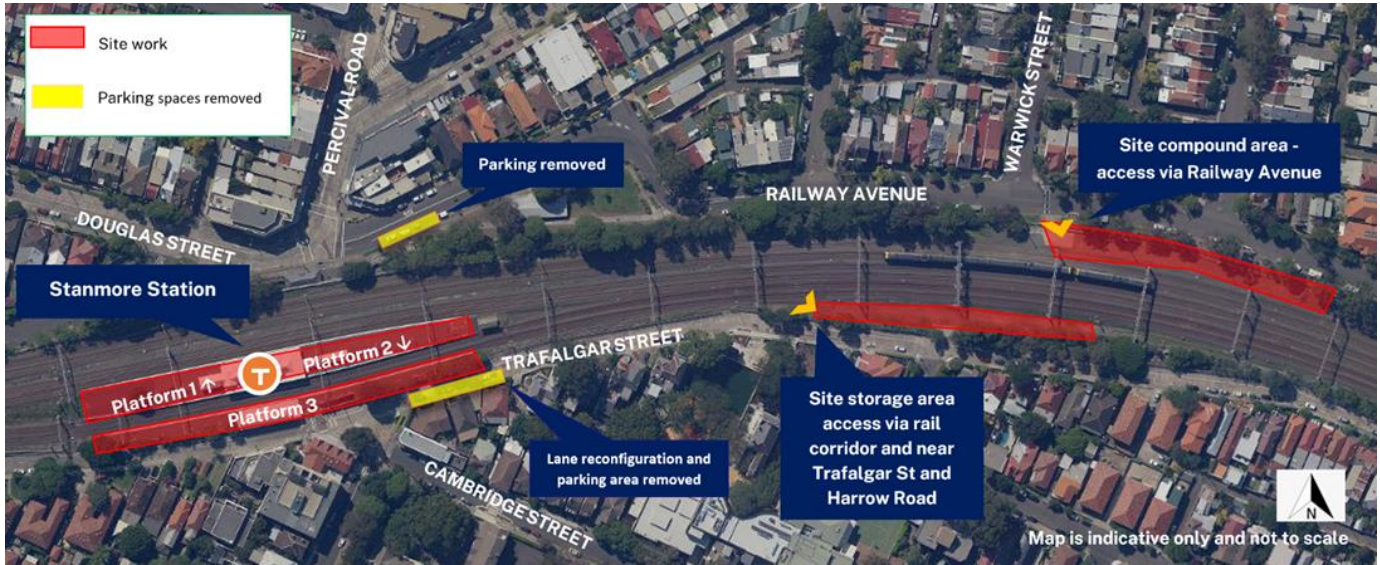 Site work
Parking spaces removed
PERCIVAL ROAD
Parking removed
WARWICK STREET
Site compound area -
access via Railway Avenue
RAILWAY AVENUE
DOUGLAS STREET
Stanmore Station
Platform 1 ↑
Platform 2 ↓
T
Platform 3
TRAFALGAR STREET
Site storage area
access via rail
corridor and near
Trafalgar St and
Harrow Road
Lane reconfiguration and
parking area removed
CAMBRIDGE STREET
N
Map is indicative only and not to scale